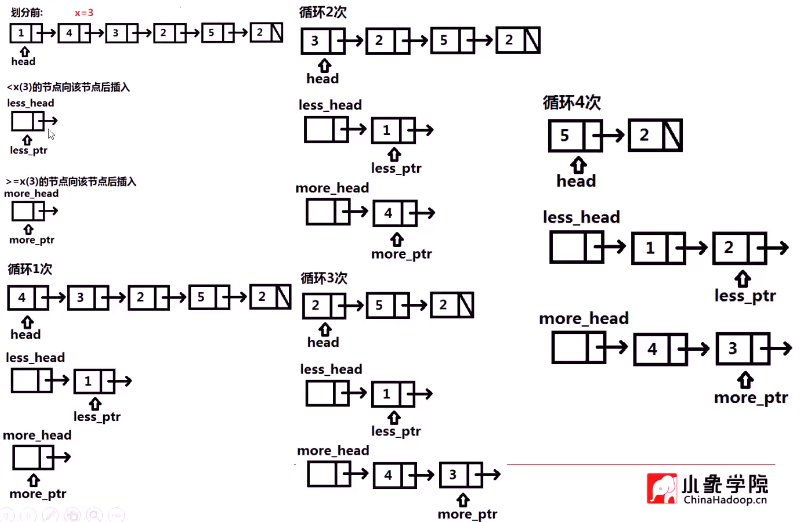 划分前: x=3
1 4 3 2 5 2
head
<x(3)的节点向该节点后插入
less_head
less_ptr
>=x(3)的节点向该节点后插入
more_head
more_ptr
循环1次
4 3 2 5 2
head
less_head
1
less_ptr
more_head
more_ptr
循环2次
3 2 5 2
head
less_head
1
less_ptr
more_head
4
more_ptr
循环3次
2 5 2
head
less_head
1
less_ptr
more_head
4 3
more_ptr
循环4次
5 2
head
less_head
1 2
less_ptr
more_head
4 3
more_ptr
小象学院
ChinaHadoop.cn